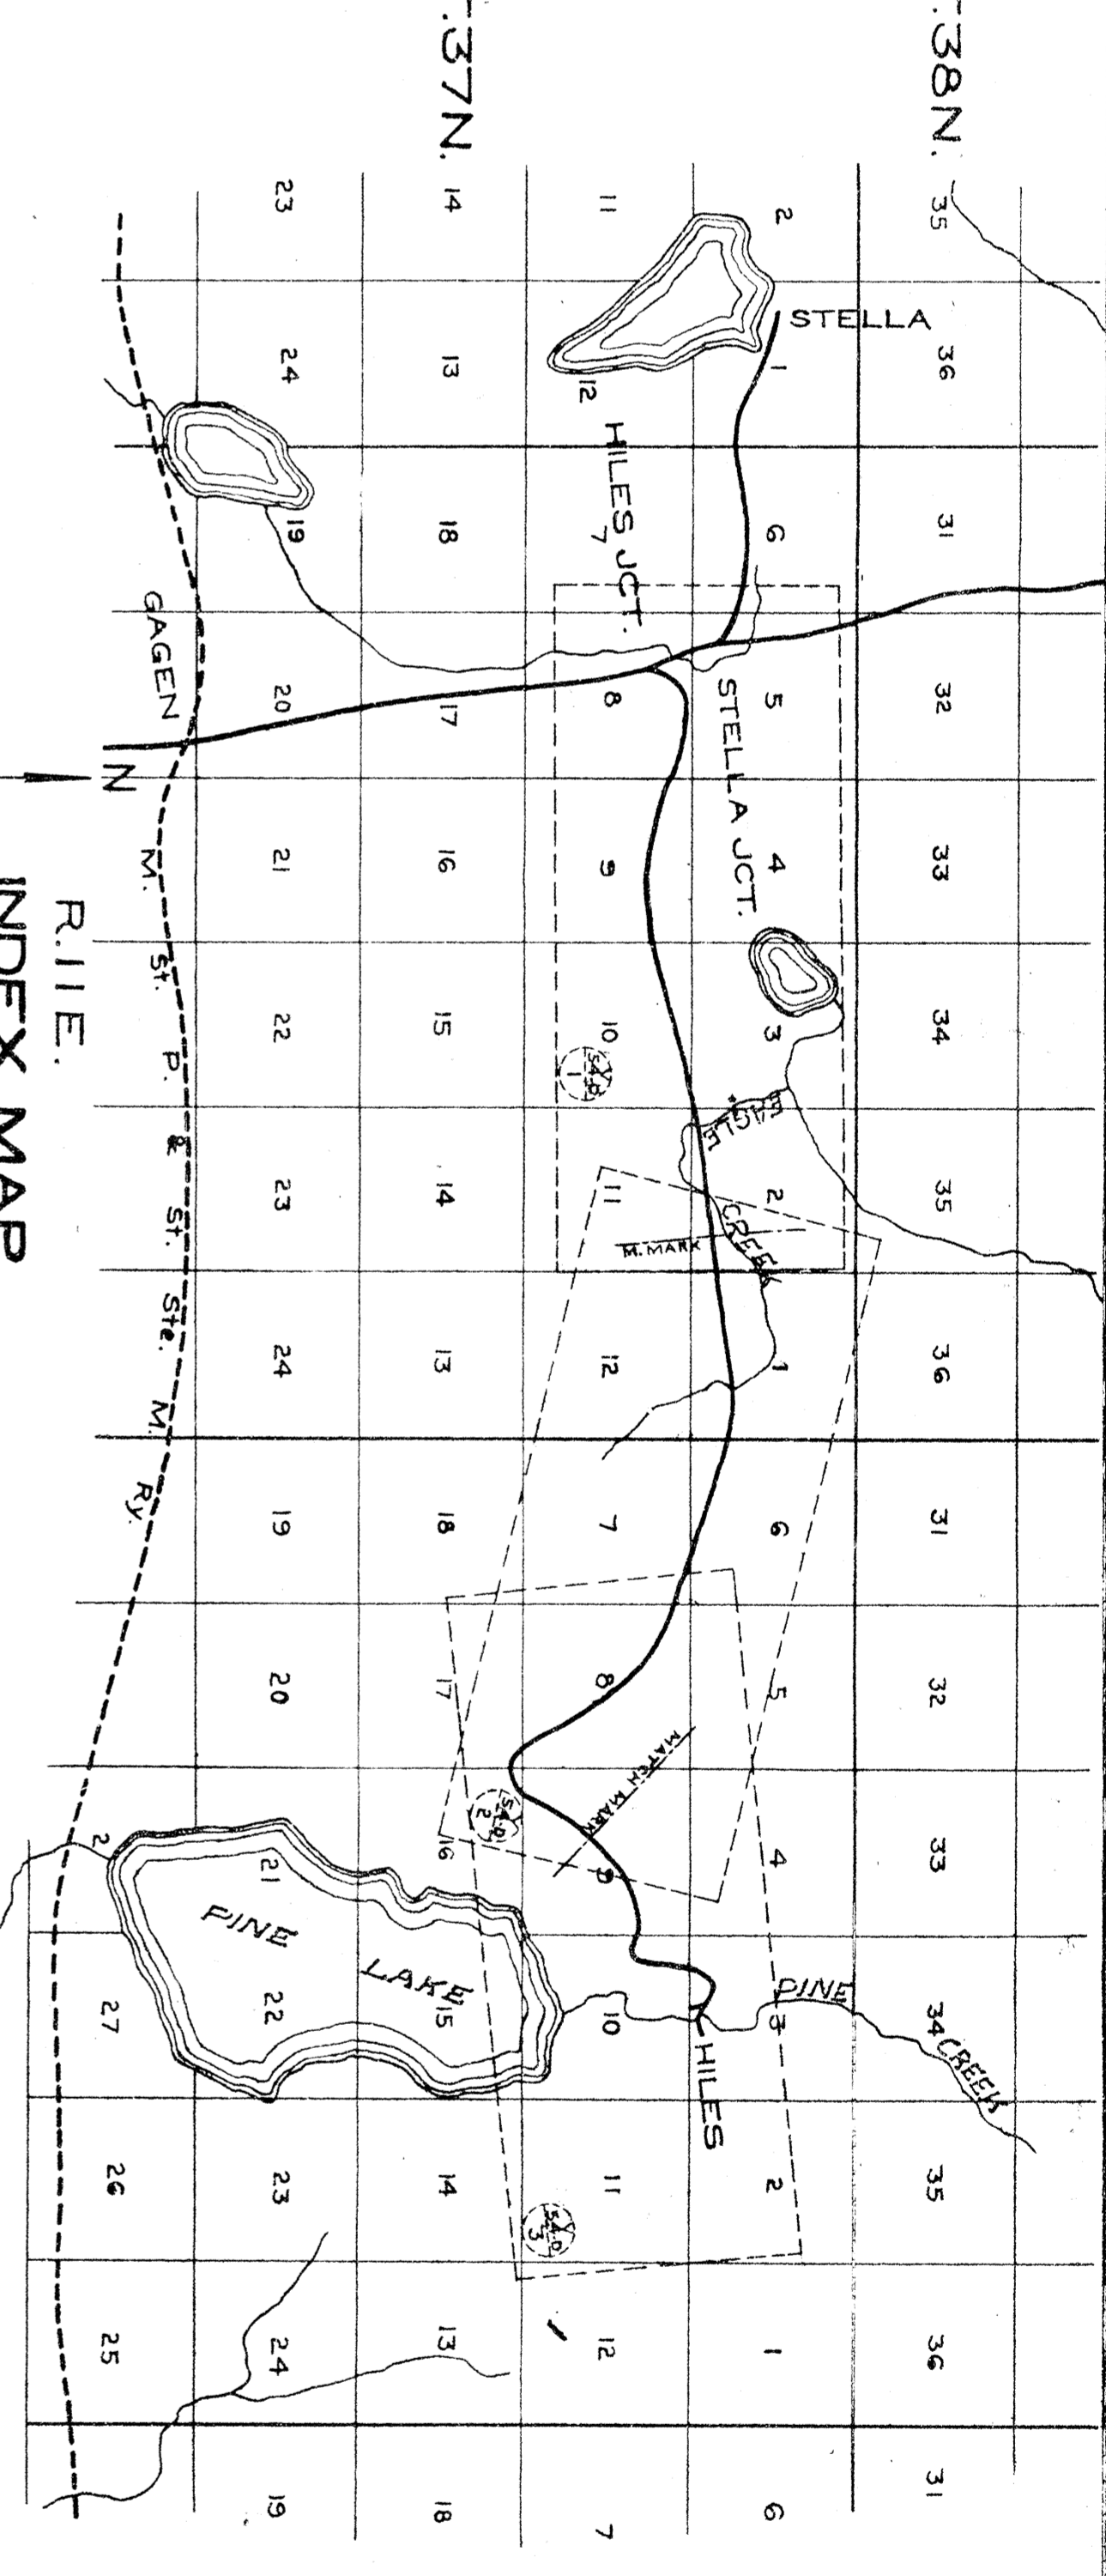 T.38N.
35 36 31 32 33 34 35 36 31 32 33 34 35 36 31
CREEK
PINE
STELLA
2 1 6 5 4 3 2 1 6 5 4 3 2 1 6
STELLA JCT.
EAGLE
CREEK
HILES
M. MARK
MATCH MARK
HILES JCT.
11 12 7 8 9 10 11 12 7 8 9 10 11 12 7
1
2
3
T.37N.
14 13 18 17 16 15 14 13 18 17 16 15 14 13 18
PINE
LAKE
23 24 19 20 21 22 23 24 19 20 21 22 23 24 19
GAGEN
M. St. P. & St. Ste. M. Ry.
2 27 26 25
N
R.11E.
INDEX MAP